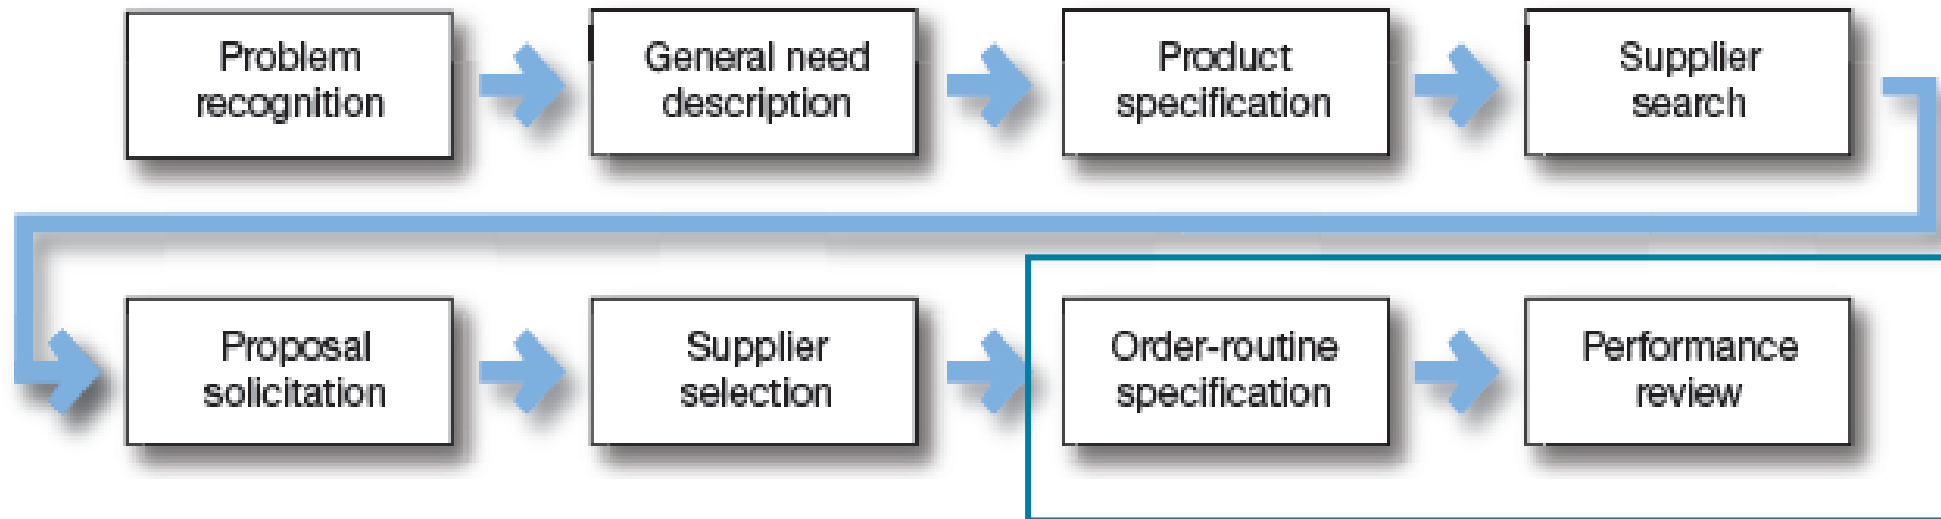 Problem
recognition
General need
description
Product
specification
Supplier
search
Proposal
solicitation
Supplier
selection
Order-routine
specification
Performance
review